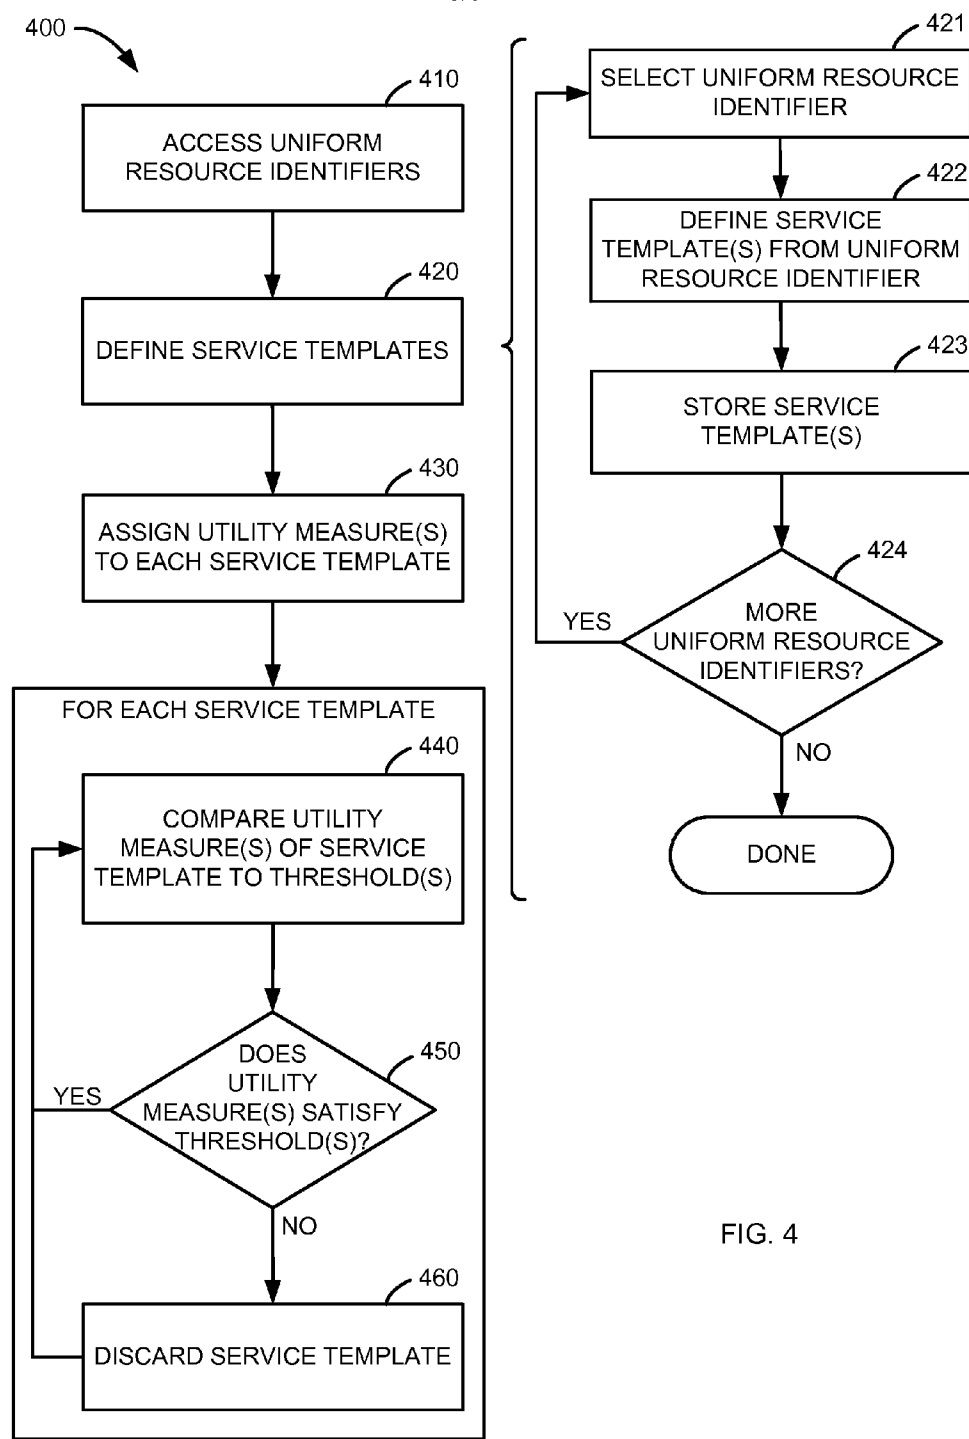 400
410
ACCESS UNIFORM
RESOURCE IDENTIFIERS
420
DEFINE SERVICE TEMPLATES
430
ASSIGN UTILITY MEASURE(S)
TO EACH SERVICE TEMPLATE
FOR EACH SERVICE TEMPLATE
440
COMPARE UTILITY
MEASURE(S) OF SERVICE
TEMPLATE TO THRESHOLD(S)
450
DOES
UTILITY
MEASURE(S) SATISFY
THRESHOLD(S)?
YES
NO
460
DISCARD SERVICE TEMPLATE
421
SELECT UNIFORM RESOURCE
IDENTIFIER
422
DEFINE SERVICE
TEMPLATE(S) FROM UNIFORM
RESOURCE IDENTIFIER
423
STORE SERVICE
TEMPLATE(S)
424
MORE
UNIFORM RESOURCE
IDENTIFIERS?
YES
NO
DONE
FIG. 4